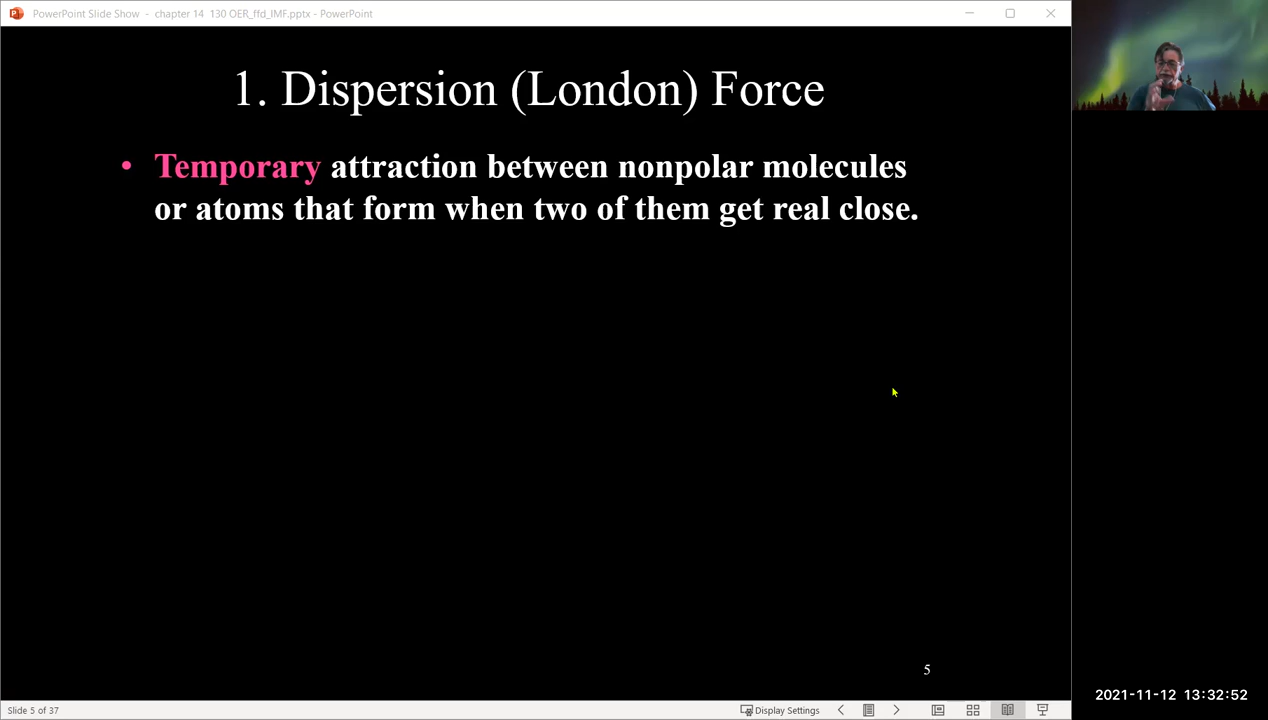 PowerPoint Slide Show - chapter 14 130 OER_ffd_IMF.pptx - PowerPoint
1. Dispersion (London) Force
• Temporary attraction between nonpolar molecules
or atoms that form when two of them get real close.
5
2021-11-12 13:32:52
Slide 5 of 37
Display Settings